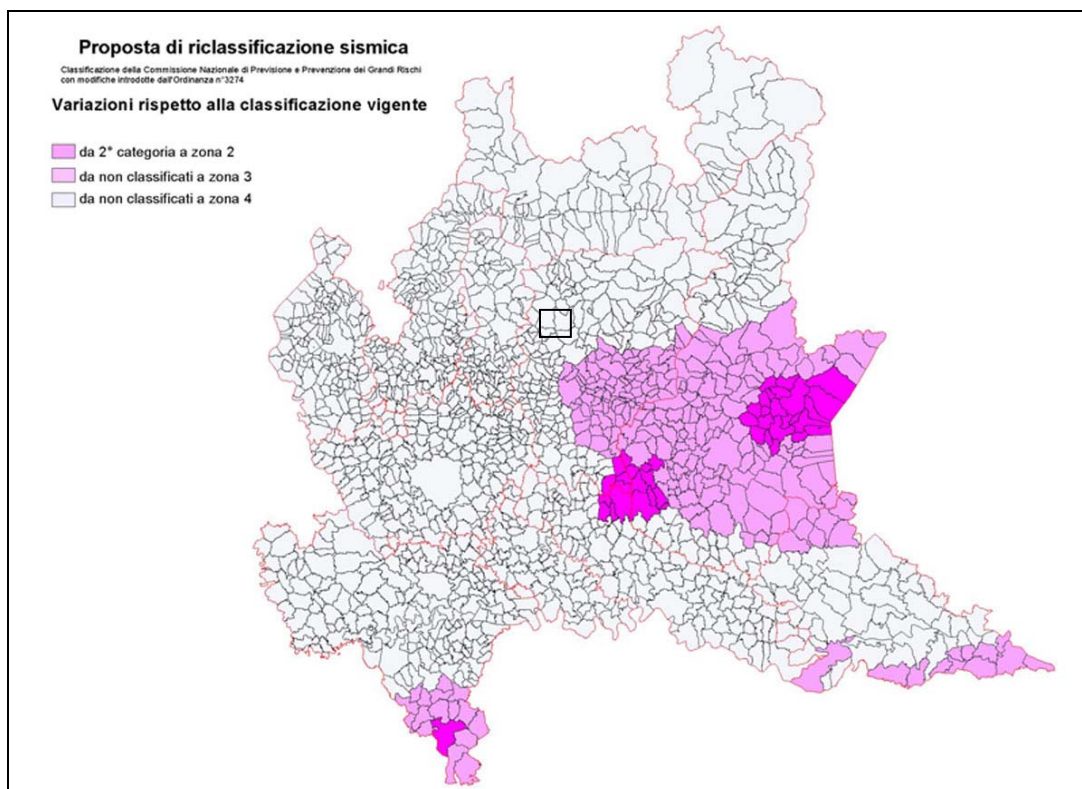 Proposta di riclassificazione sismica
Classificazione della Commissione Nazionale di Previsione e Prevenzione dei Grandi Rischi
con modifiche introdotte dall'Ordinanza n°3274
Variazioni rispetto alla classificazione vigente
da 2° categoria a zona 2
da non classificati a zona 3
da non classificati a zona 4